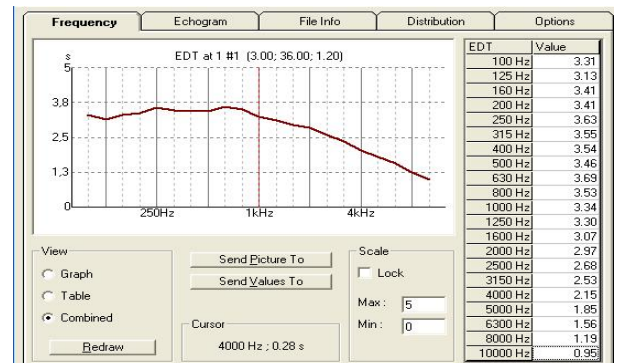 Frequency Echogram File Info Distribution Options
s
EDT at 1 #1 (3.00; 36.00; 1.20)
5
3,8
2,5
1,3
0
250Hz 1kHz 4kHz
EDT Value
100 Hz 3.31
125 Hz 3.13
160 Hz 3.41
200 Hz 3.41
250 Hz 3.63
315 Hz 3.55
400 Hz 3.54
500 Hz 3.46
630 Hz 3.69
800 Hz 3.53
1000 Hz 3.34
1250 Hz 3.30
1600 Hz 3.07
2000 Hz 2.97
2500 Hz 2.68
3150 Hz 2.53
4000 Hz 2.15
5000 Hz 1.85
6300 Hz 1.56
8000 Hz 1.19
10000 Hz 0.95
View
Graph
Table
Combined
Redraw
Send Picture To
Send Values To
Cursor
4000 Hz ; 0.28 s
Scale
Lock
Max : 5
Min : 0